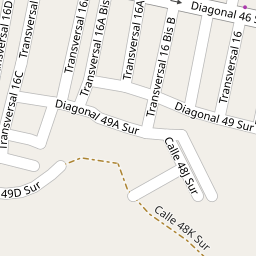 Diagonal 46 S
Transversal 16D
Transversal 16C
Transversal 16A Bis
Transversal 16A
Transversal 16 Bis B
Transversal 16
Diagonal 49A Sur
Diagonal 49 Sur
Calle 48J Sur
49D Sur
Calle 48K Sur